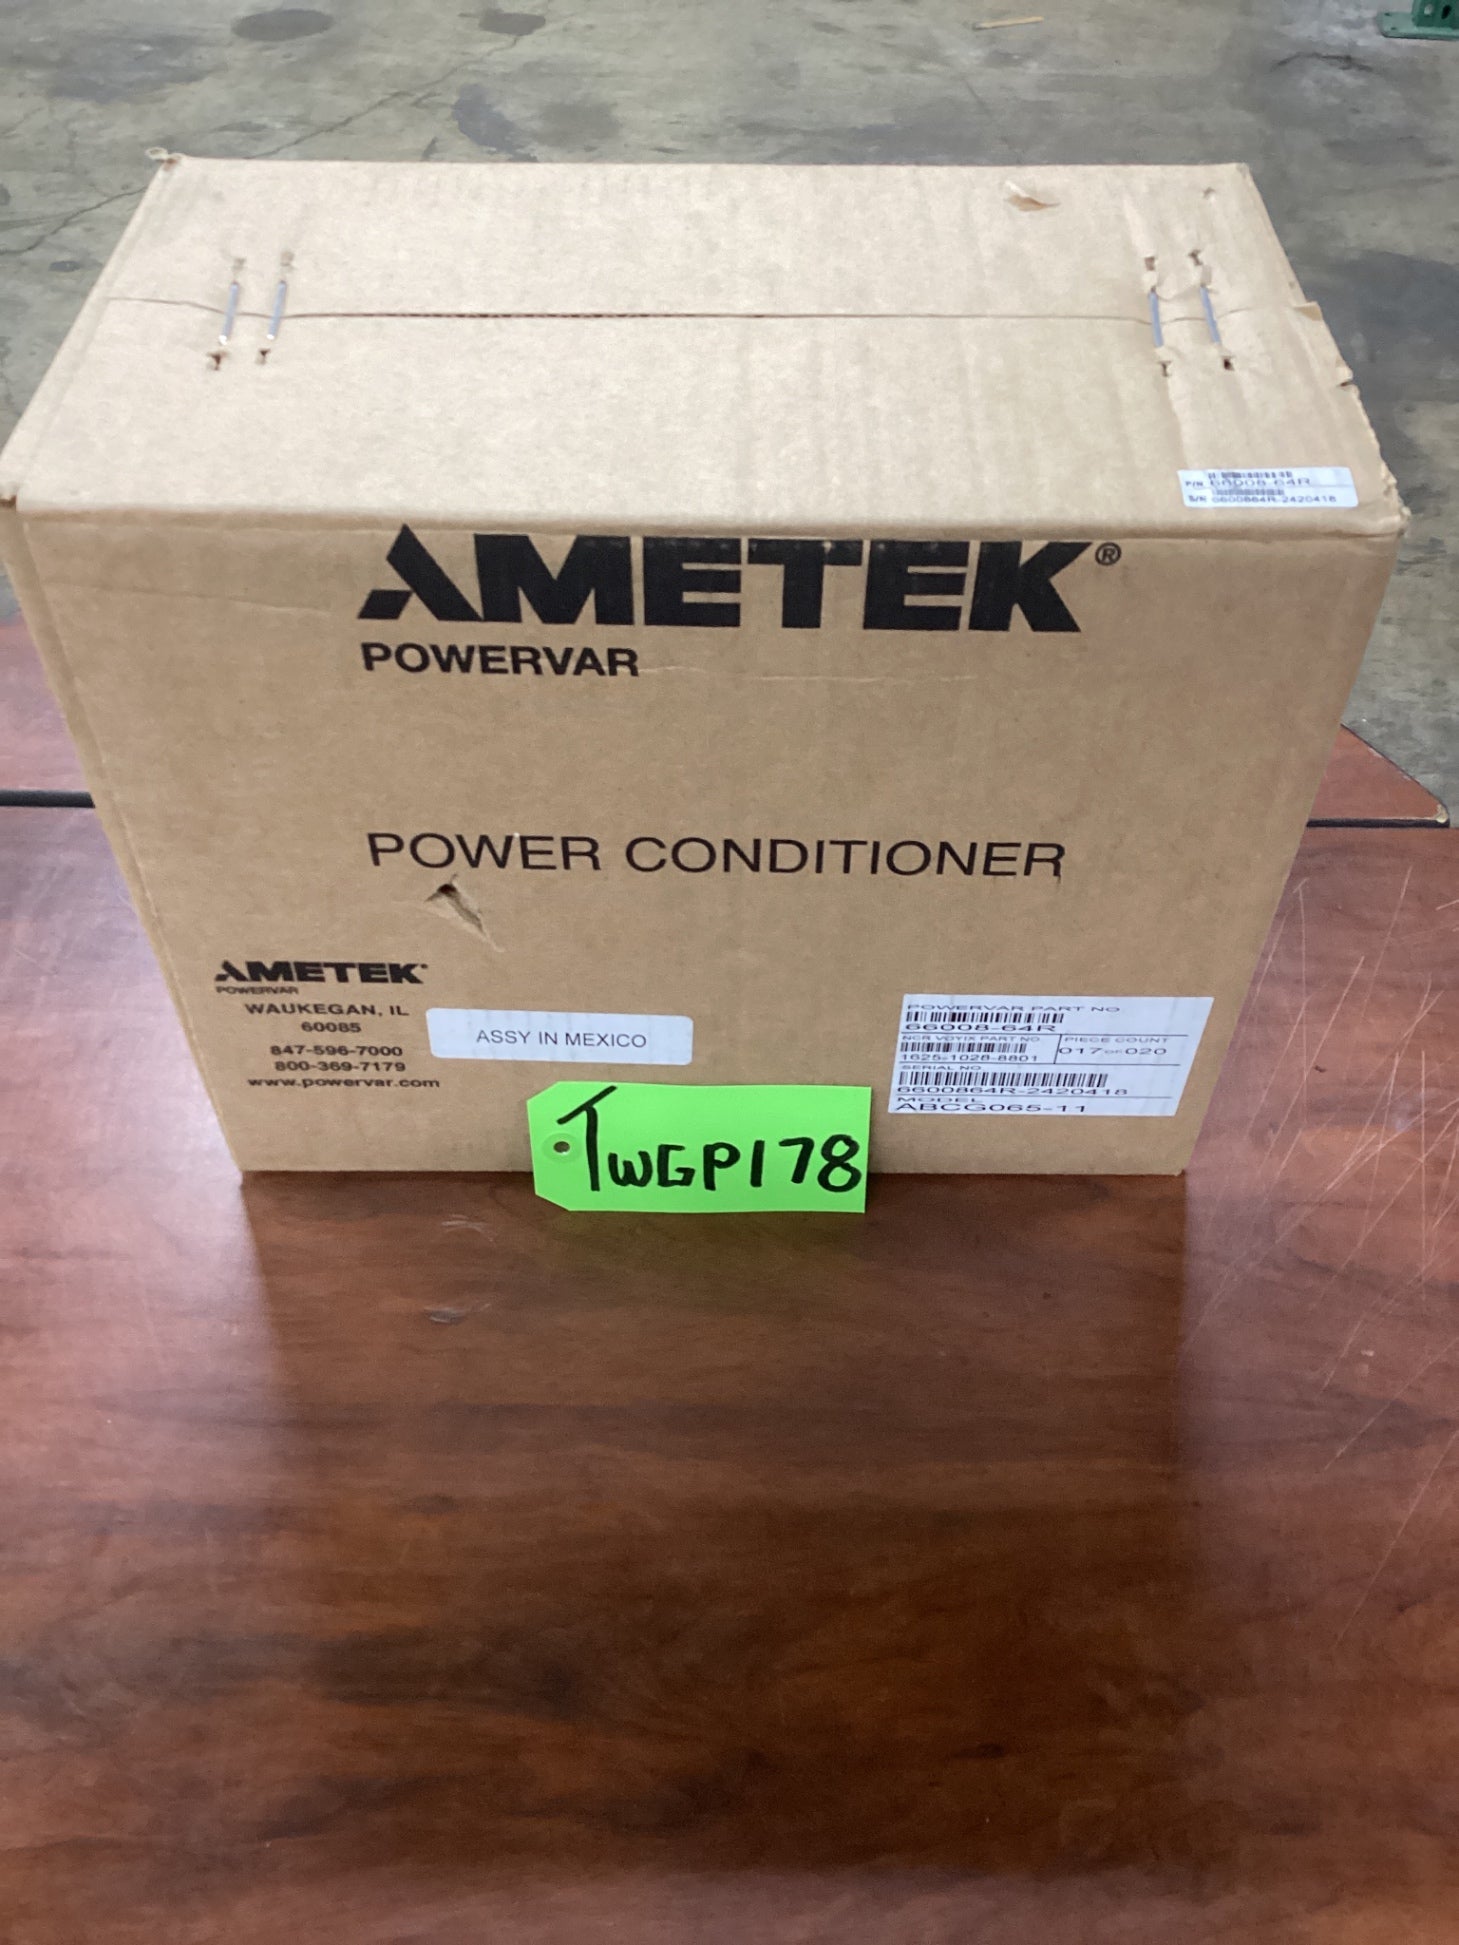 P/N 66008-64R
S/N 6600864R-2420418
AMETEK®
POWERVAR
POWER CONDITIONER
AMETEK®
POWERVAR
WAUKEGAN, IL
60085
847-596-7000
800-369-7179
www.powervar.com
ASSY IN MEXICO
POWERVAR PART NO.
66008-64R
NCR VOYIX PART NO.
1625-1028-8801
PIECE COUNT
017 OF 020
SERIAL NO.
6600864R-2420418
MODEL
ABCG065-11
TWGP178